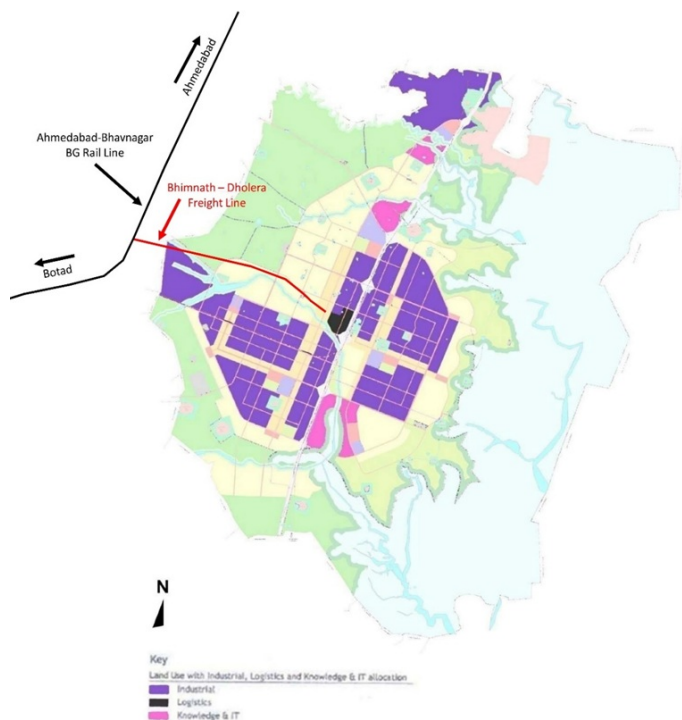 Ahmedabad
Ahmedabad-Bhavnagar
BG Rail Line
Bhimnath – Dholera
Freight Line
Botad
N
Key
Land Use with Industrial, Logistics and Knowledge & IT allocation
Industrial
Logistics
Knowledge & IT